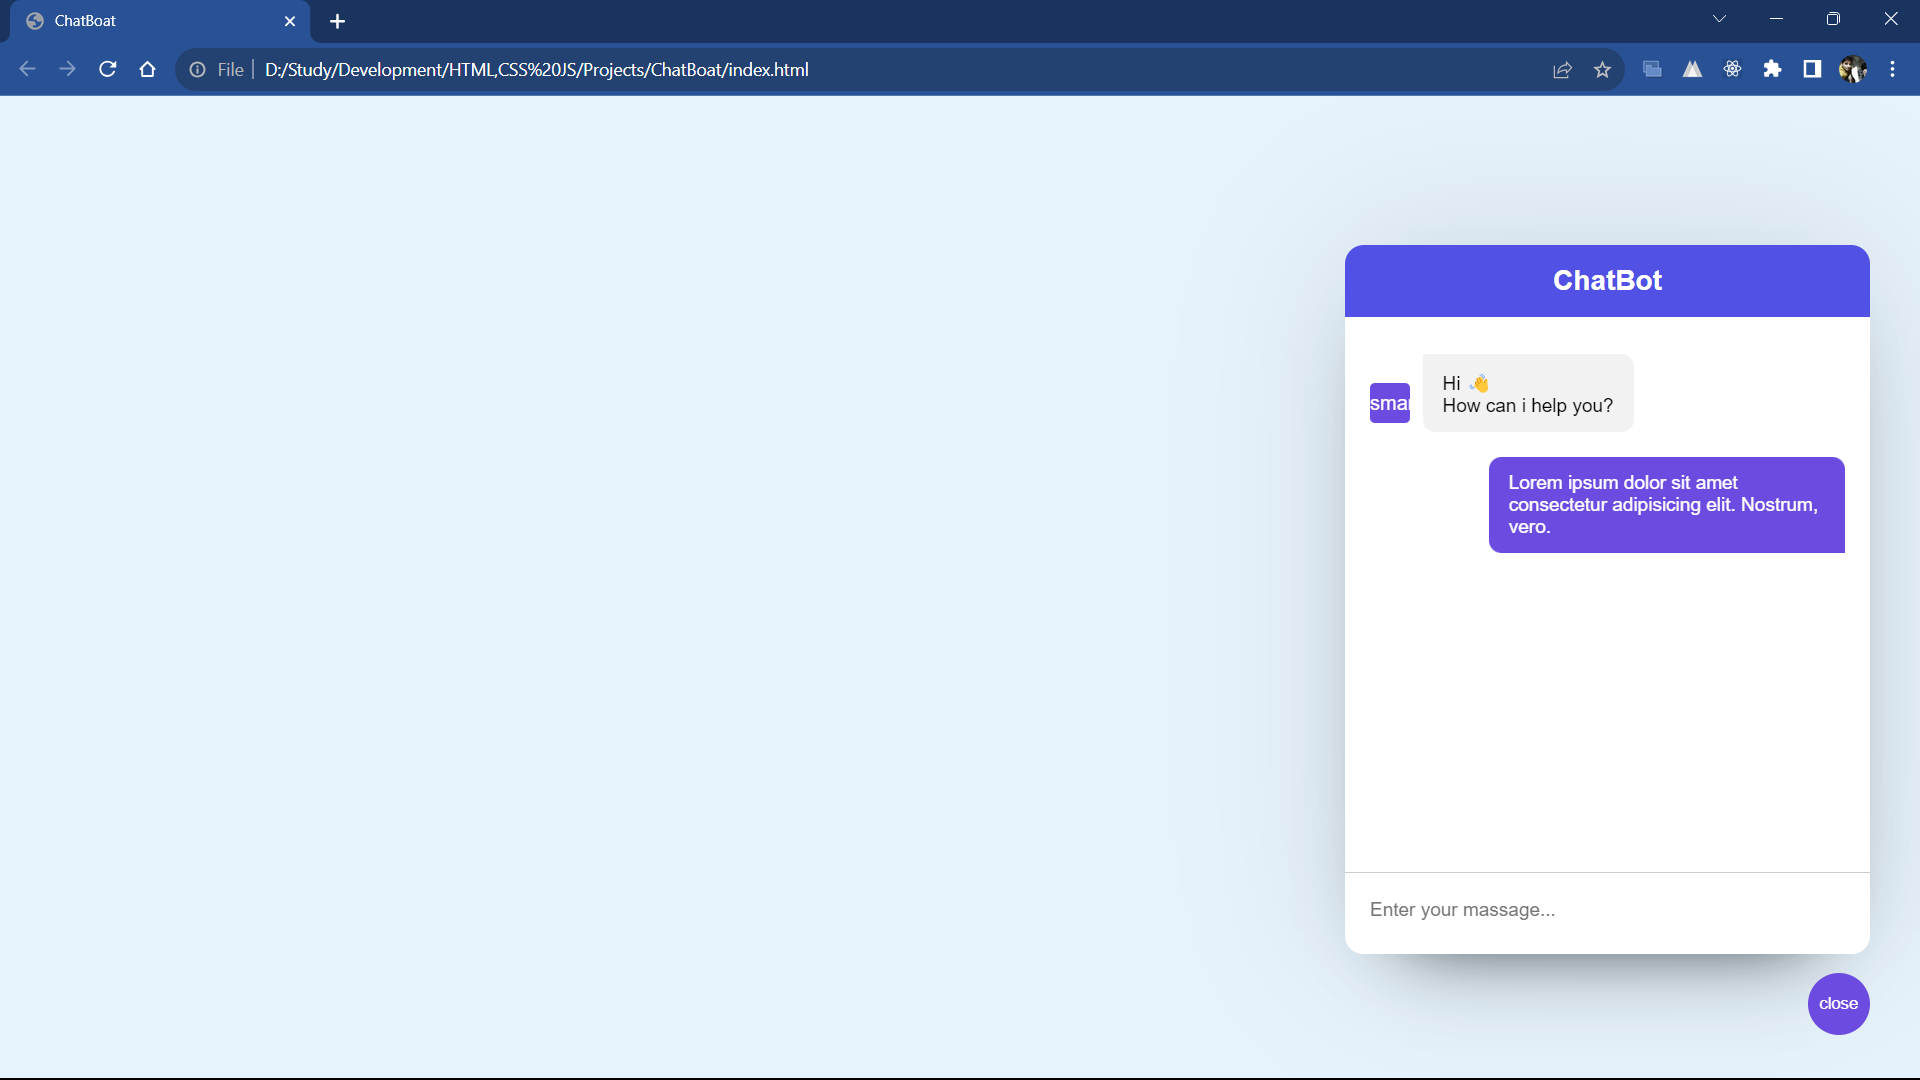 ChatBoat
File
D:/Study/Development/HTML,CSS%20JS/Projects/ChatBoat/index.html
ChatBot
Hi 👋
smar
How can i help you?
Lorem ipsum dolor sit amet
consectetur adipisicing elit. Nostrum,
vero.
Enter your massage...
close